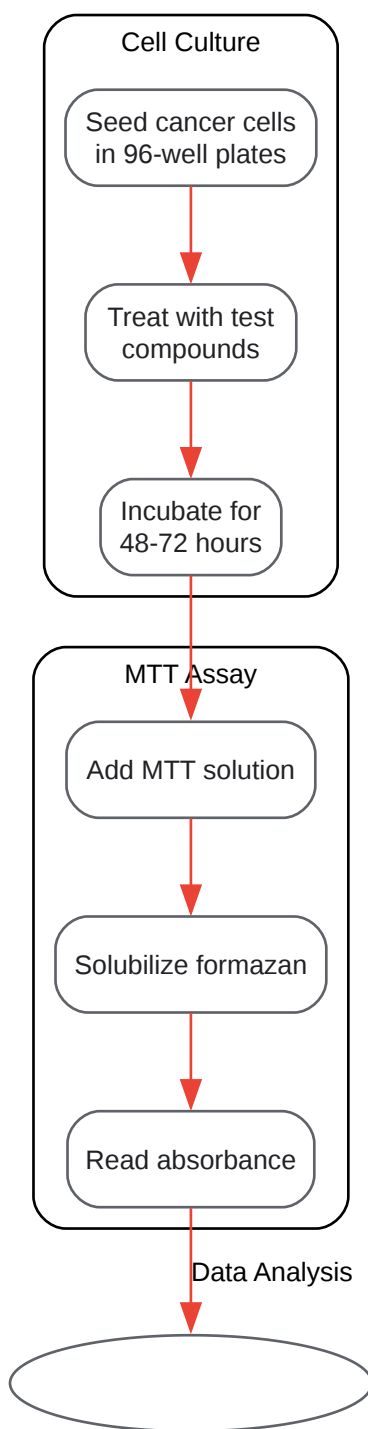 Cell Culture
Seed cancer cells
in 96-well plates
Treat with test
compounds
Incubate for
48-72 hours
MTT Assay
Add MTT solution
Solubilize formazan
Read absorbance
Data Analysis